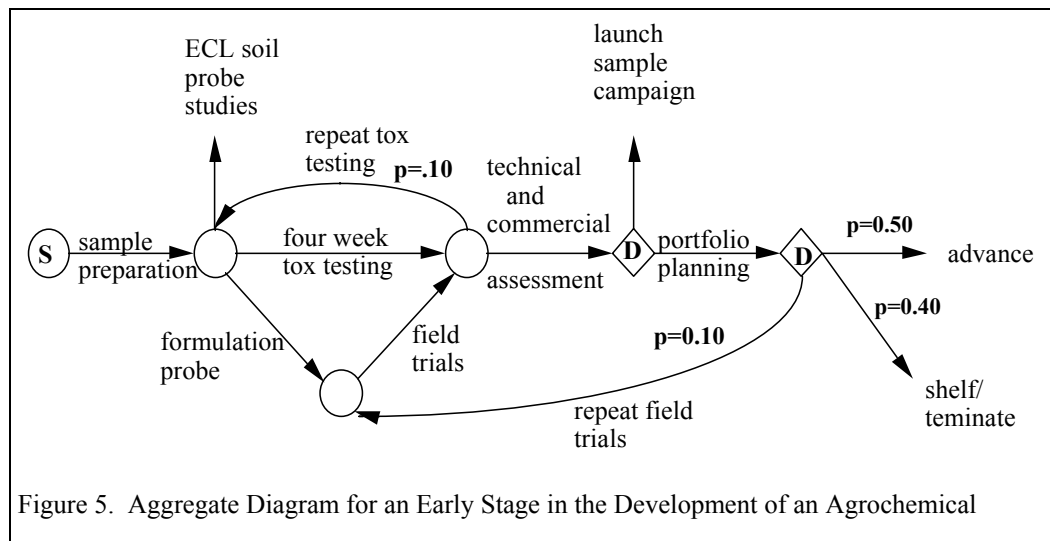 ECL soil
probe
studies
launch
sample
campaign
repeat tox
testing
p=.10
technical
and
commercial
assessment
S
sample
preparation
four week
tox testing
D
portfolio
planning
D
p=0.50
advance
p=0.40
formulation
probe
field
trials
p=0.10
repeat field
trials
shelf/
teminate
Figure 5. Aggregate Diagram for an Early Stage in the Development of an Agrochemical